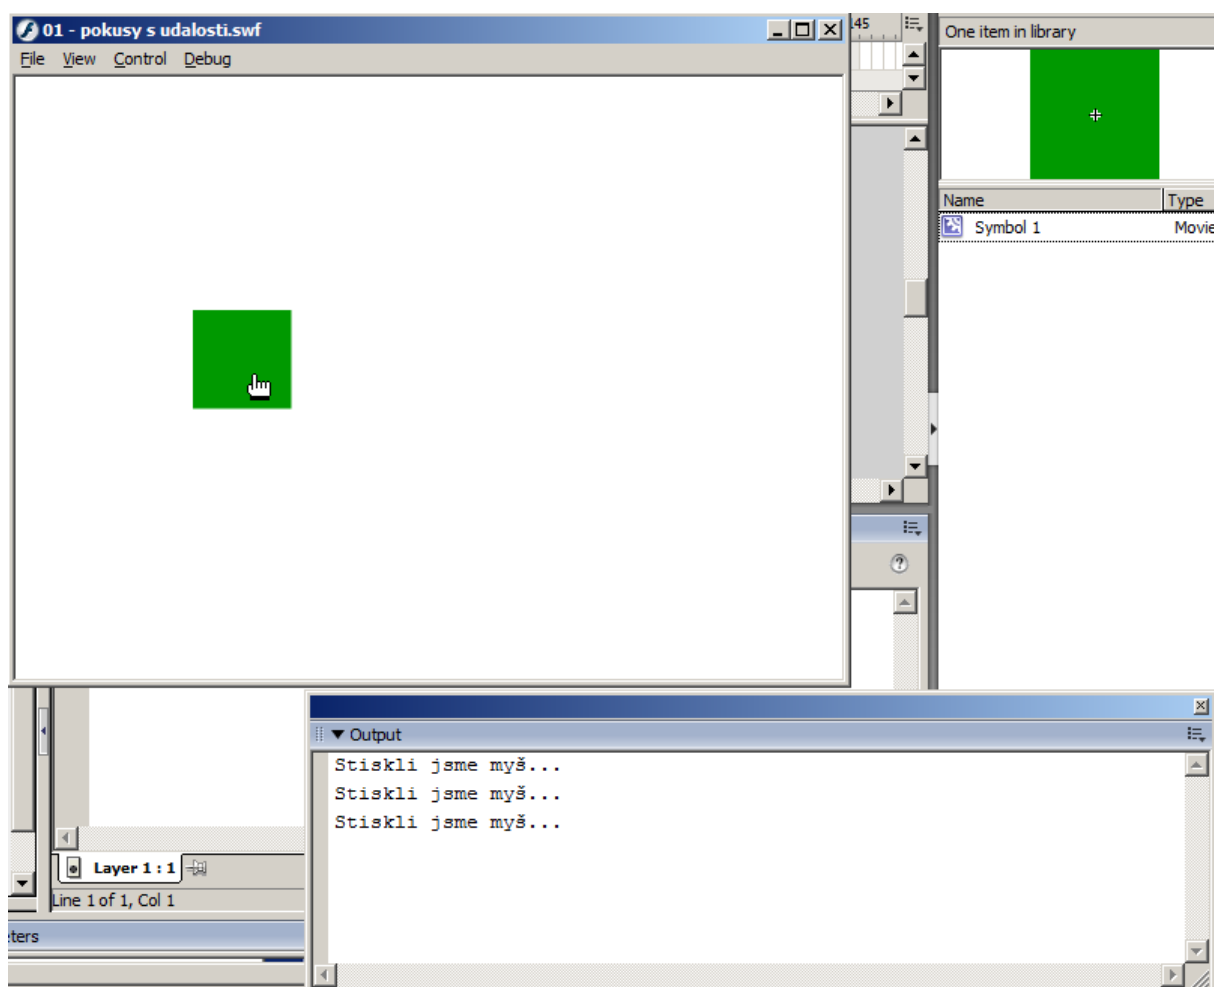 01 - pokusy s udalosti.swf
File View Control Debug
145
One item in library
Name Type
Symbol 1 Movie
Output
Stiskli jsme myš...
Stiskli jsme myš...
Stiskli jsme myš...
Layer 1 : 1
Line 1 of 1, Col 1
ters